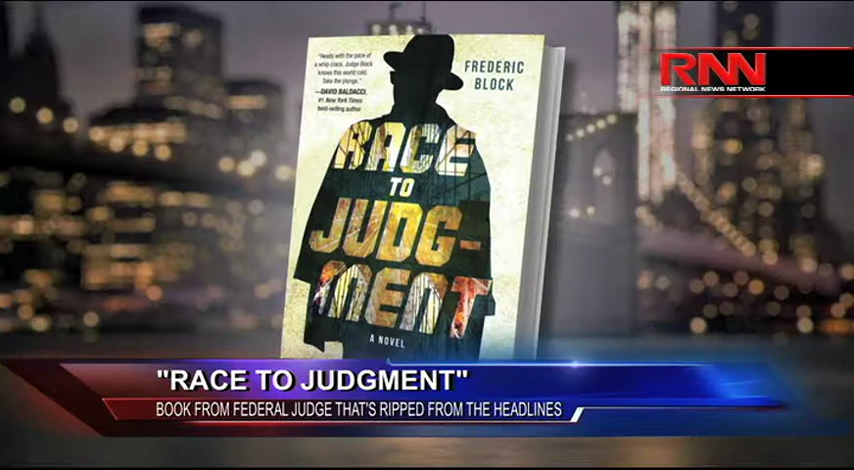 "Reads with the pace of
a whip crack, Judge Block
knows this world cold.
Take the plunge."
—DAVID BALDACCI,
#1 New York Times
best-selling author
FREDERIC
BLOCK
RNN
REGIONAL NEWS NETWORK
RACE
TO
JUDG-
MENT
A NOVEL
"RACE TO JUDGMENT"
BOOK FROM FEDERAL JUDGE THAT'S RIPPED FROM THE HEADLINES